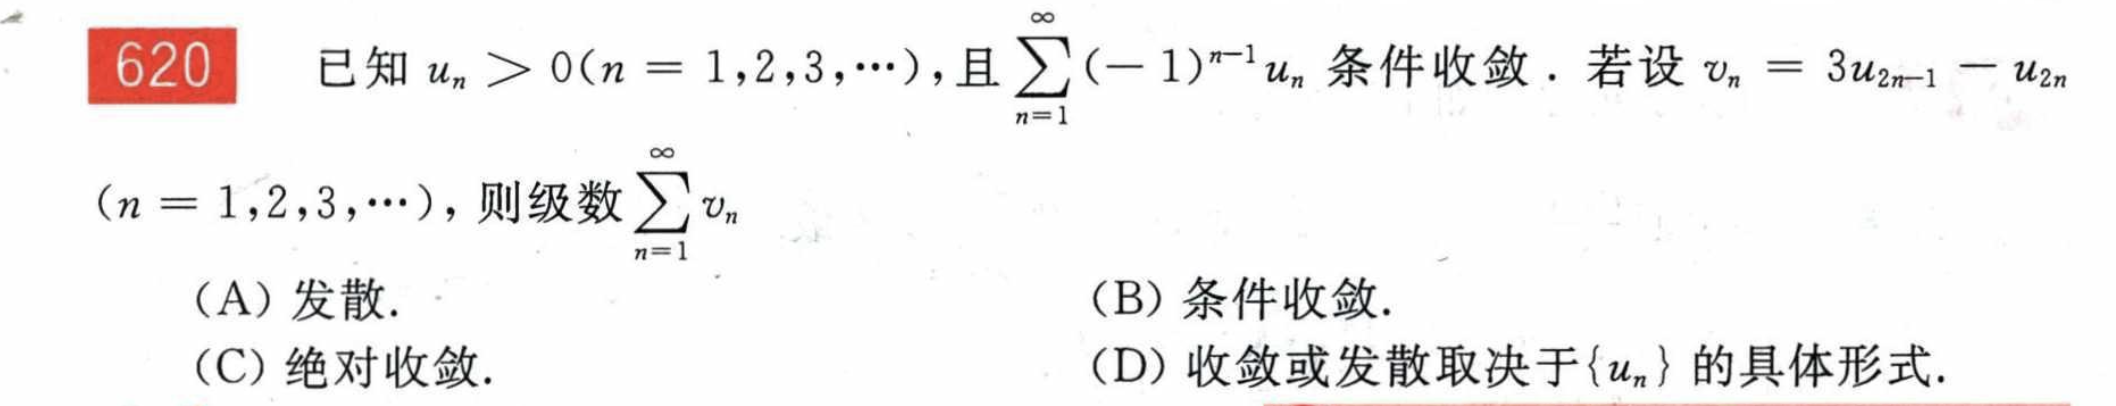 620 已知 $u_n > 0(n = 1,2,3,\cdots)$,且 $\sum_{n=1}^{\infty}(-1)^{n-1}u_n$ 条件收敛. 若设 $v_n = 3u_{2n-1} - u_{2n}$
$(n = 1,2,3,\cdots)$, 则级数 $\sum_{n=1}^{\infty} v_n$
(A) 发散. (B) 条件收敛.
(C) 绝对收敛. (D) 收敛或发散取决于$\{u_n\}$ 的具体形式.